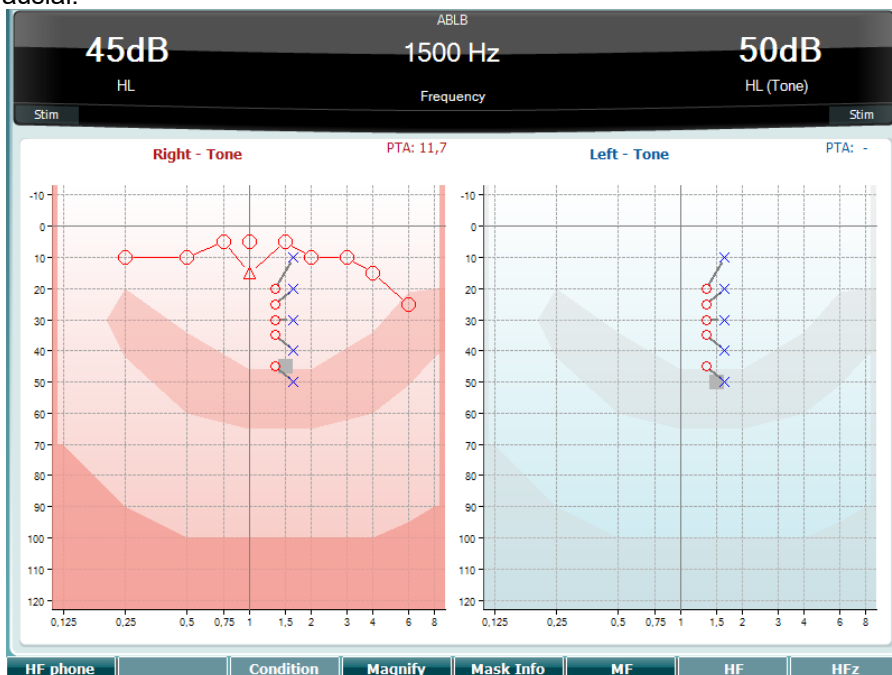 ABLB
45dB 1500 Hz 50dB
HL HL (Tone)
Frequency
Stim Stim
Right - Tone PTA: 11,7 Left - Tone PTA: -
-10 -10
0 0
10 10
20 20
30 30
40 40
50 50
60 60
70 70
80 80
90 90
100 100
110 110
120 120
0,125 0,25 0,5 0,75 1 1,5 2 3 4 6 8 0,125 0,25 0,5 0,75 1 1,5 2 3 4 6 8
HF phone Condition Magnify Mask Info MF HF HFz